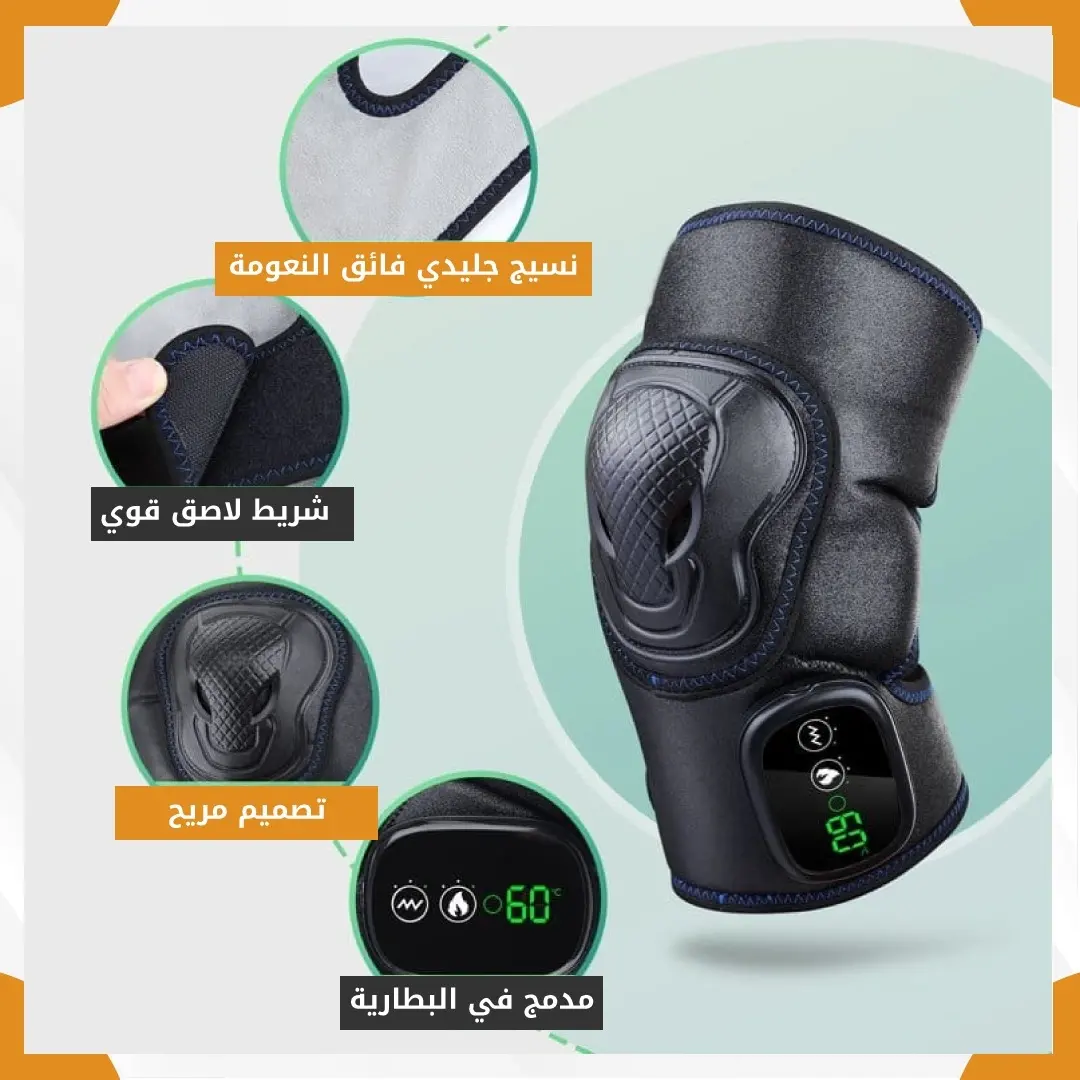 نسيج جليدي فائق النعومة
شريط لاصق قوي
تصميم مريح
60 °C
60 °C
مدمج في البطارية